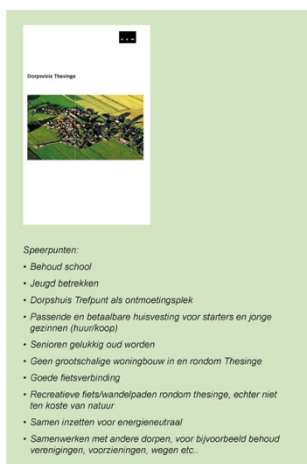 Dorpsvisie Thesinge
Speerpunten:
• Behoud school
• Jeugd betrekken
• Dorpshuis Trefpunt als ontmoetingsplek
• Passende en betaalbare huisvesting voor starters en jonge
gezinnen (huur/koop)
• Senioren gelukkig oud worden
• Geen grootschalige woningbouw in en rondom Thesinge
• Goede fietsverbinding
• Recreatieve fiets/wandelpaden rondom thesinge, echter niet
ten koste van natuur
• Samen inzetten voor energieneutraal
• Samenwerken met andere dorpen, voor bijvoorbeeld behoud
verenigingen, voorzieningen, wegen etc..